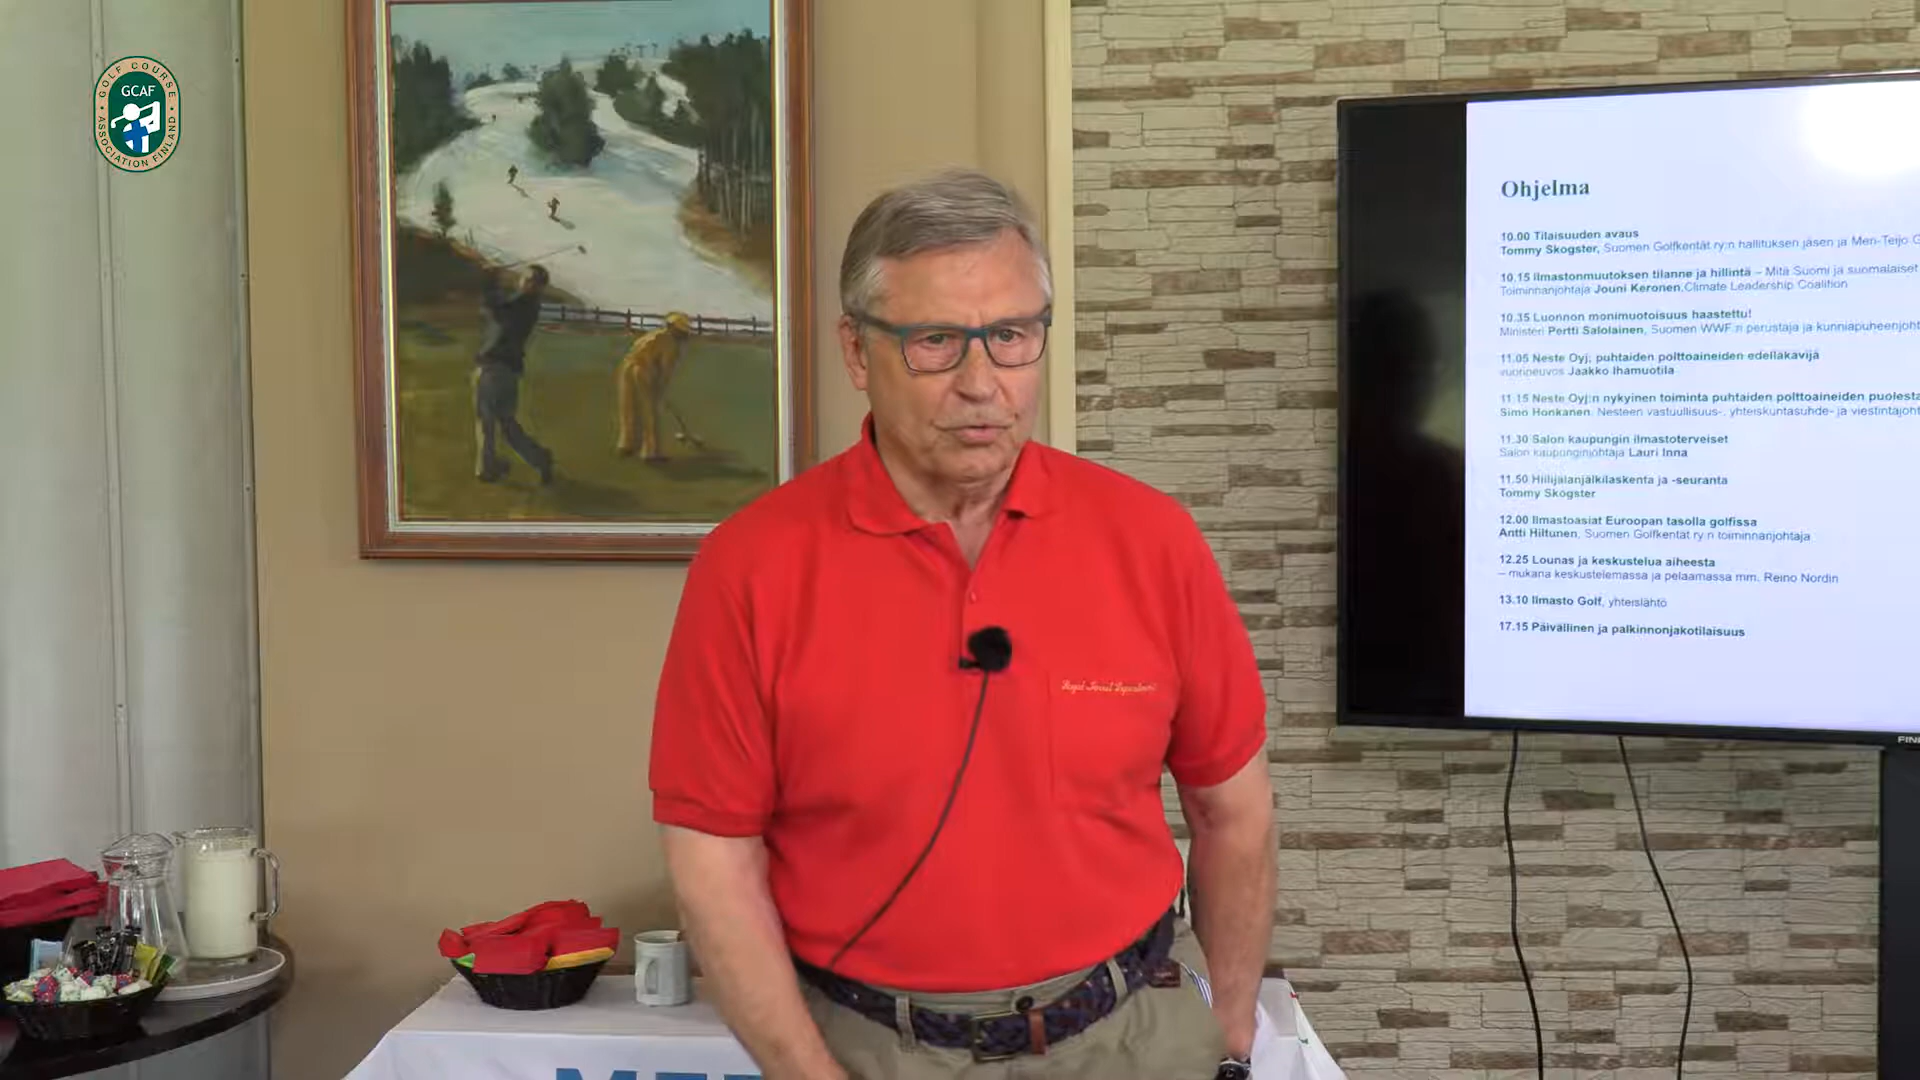 GOLF COURSE
GCAF
ASSOCIATION FINLAND
Ohjelma
10.00 Tilaisuuden avaus
Tommy Skogster, Suomen Golfkentät ry:n hallituksen jäsen ja Meri-Teijo G
10.15 Ilmastonmuutoksen tilanne ja hillintä – Mitä Suomi ja suomalaiset
Toiminnanjohtaja Jouni Keronen, Climate Leadership Coalition
10.35 Luonnon monimuotoisuus haastettu!
Ministeri Pertti Salolainen, Suomen WWF:n perustaja ja kunniapuheenjoht
11.05 Neste Oyj, puhtaiden polttoaineiden edelläkävijä
vuorineuvos Jaakko Ihamuotila
11.15 Neste Oyj:n nykyinen toiminta puhtaiden polttoaineiden puolesta
Simo Honkanen, Nesteen vastuullisuus-, yhteiskuntasuhde- ja viestintäjoht
11.30 Salon kaupungin ilmastoterveiset
Salon kaupunginjohtaja Lauri Inna
11.50 Hiilijalanjälkilaskenta ja -seuranta
Tommy Skogster
12.00 Ilmastoasiat Euroopan tasolla golfissa
Antti Hiltunen, Suomen Golfkentät ry:n toiminnanjohtaja
12.25 Lounas ja keskustelua aiheesta
– mukana keskustelemassa ja pelaamassa mm. Reino Nordin
13.10 Ilmasto Golf, yhteislähtö
17.15 Päivällinen ja palkinnonjakotilaisuus
FIN